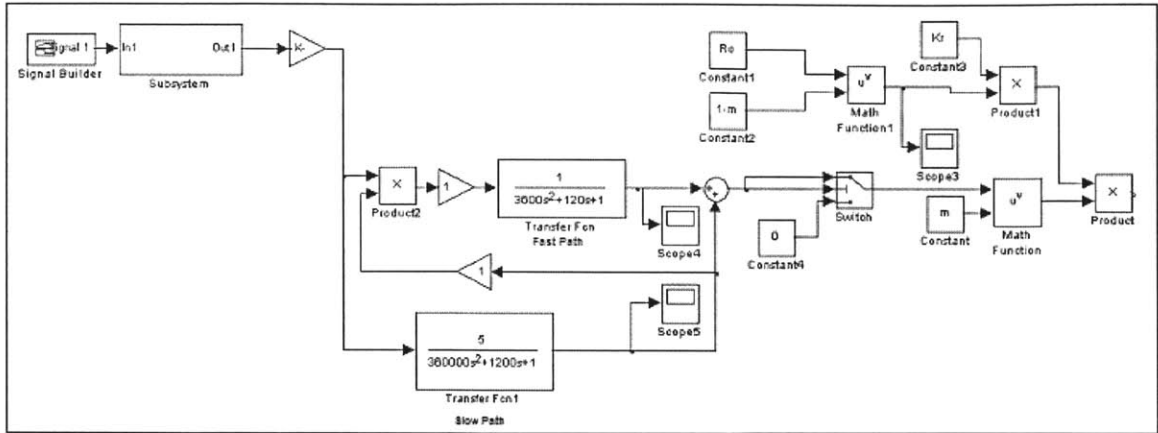 Signal 1
Signal Builder
In1
Out1
Subsystem
K-
Ro
Constant1
1-m
Constant2
u^v
Math
Function1
Kr
Constant3
×
Product1
Scope3
×
Product2
1
1
3600s²+120s+1
Transfer Fcn
Fast Path
Scope4
Switch
0
Constant4
m
Constant
u^v
Math
Function
×
Product
1
Scope5
5
360000s²+1200s+1
Transfer Fcn1
Slow Path